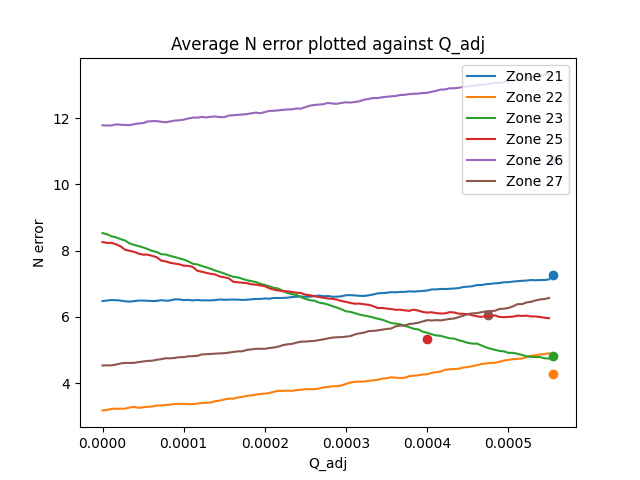 Average N error plotted against Q_adj
Zone 21
Zone 22
Zone 23
Zone 25
Zone 26
Zone 27
12
10
8
6
4
N error
0.0000 0.0001 0.0002 0.0003 0.0004 0.0005
Q_adj